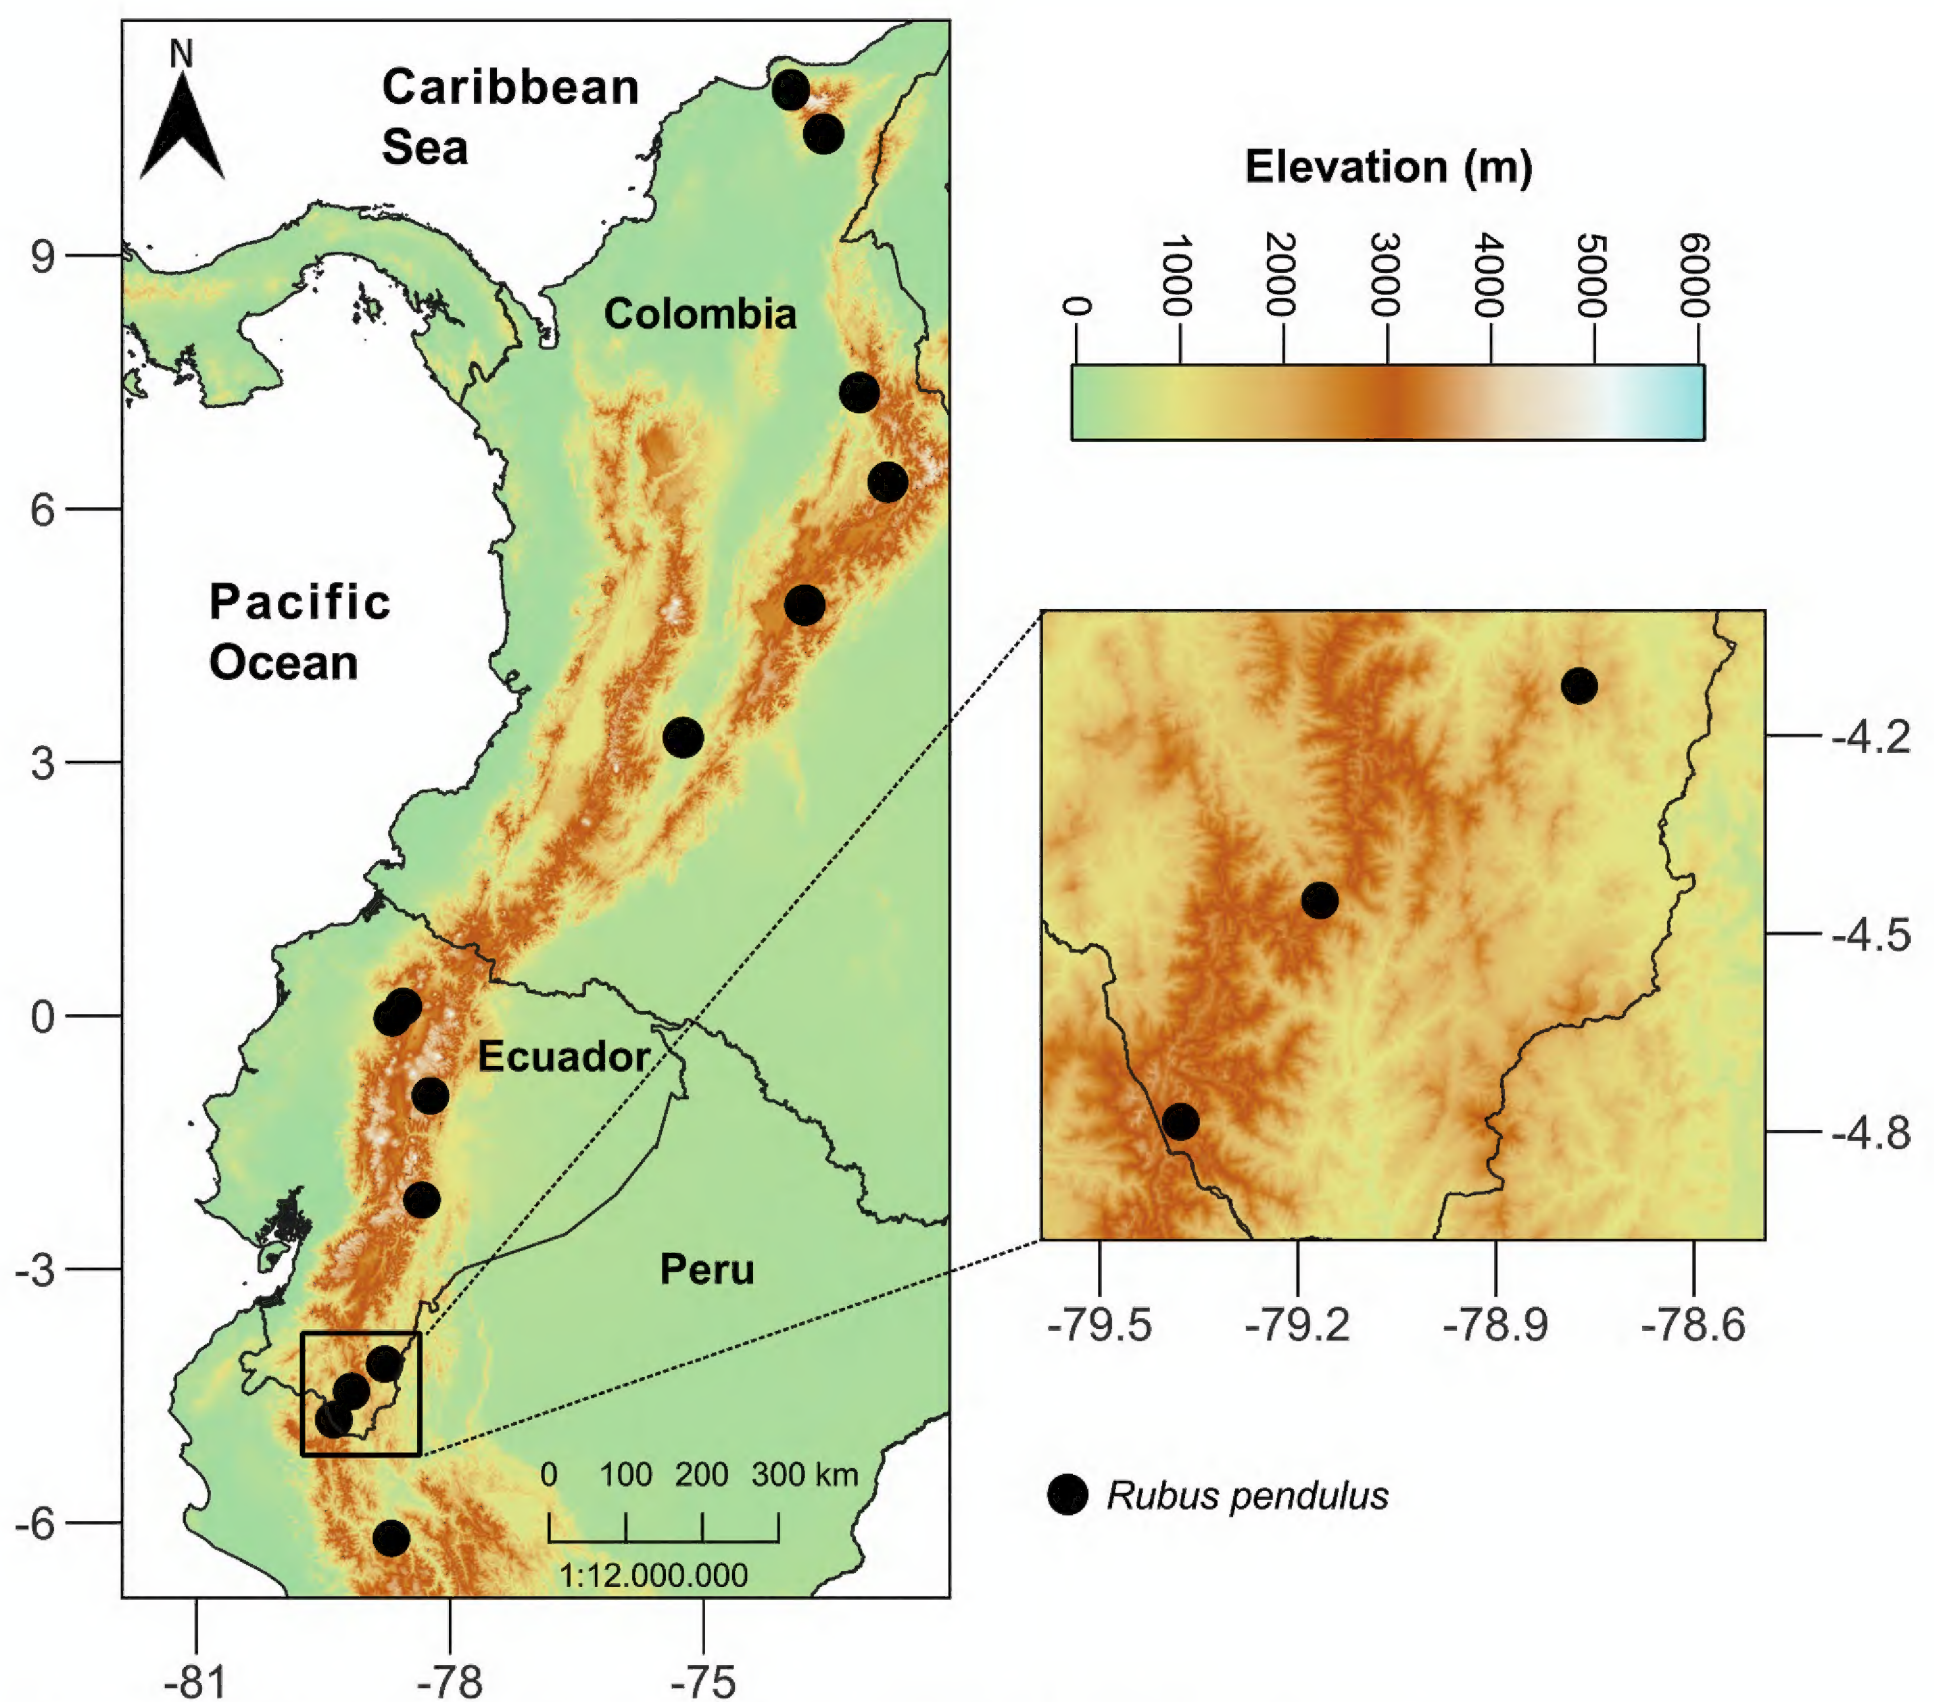 N
Caribbean
Sea
Elevation (m)
0 1000 2000 3000 4000 5000 6000
9
Colombia
6
Pacific
Ocean
3
-4.2
-4.5
0
Ecuador
-4.8
-3
Peru
-79.5 -79.2 -78.9 -78.6
0 100 200 300 km
Rubus pendulus
-6
1:12.000.000
-81 -78 -75